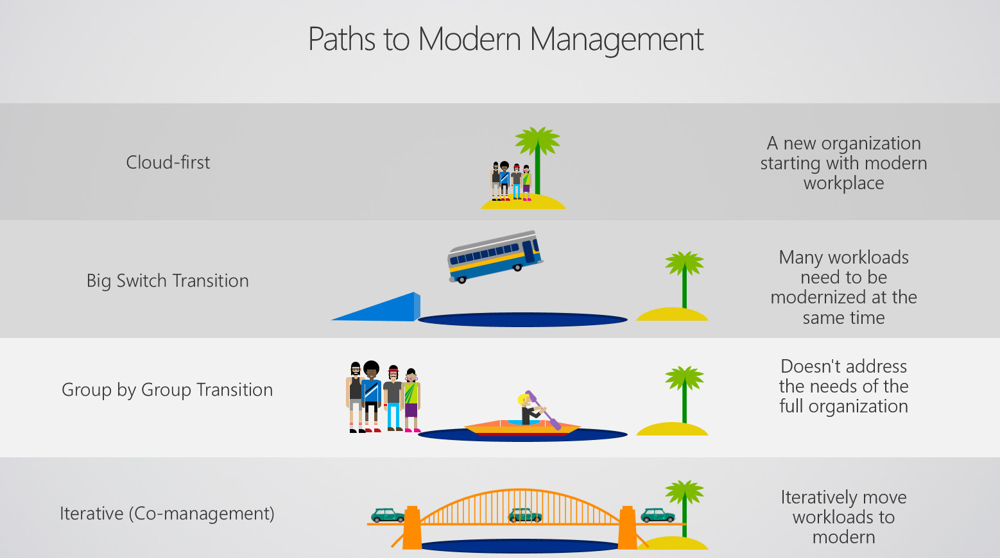 Paths to Modern Management
Cloud-first
A new organization
starting with modern
workplace
Big Switch Transition
Many workloads
need to be
modernized at the
same time
Group by Group Transition
Doesn't address
the needs of the
full organization
Iterative (Co-management)
Iteratively move
workloads to
modern